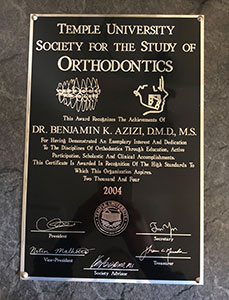 TEMPLE UNIVERSITY
SOCIETY FOR THE STUDY OF
ORTHODONTICS
This Award Recognizes The Achievements Of
DR. BENJAMIN K. AZIZI, D.M.D., M.S.
For Having Demonstrated An Exemplary Interest And Dedication
To The Disciplines Of Orthodontics Through Education, Active
Participation, Scholastic And Clinical Accomplishments.
This Certificate Is Awarded In Recognition Of The High Standards To
Which This Organization Aspires.
Two Thousand and Four
2004
TEMPLE UNIVERSITY
President
Secretary
Vice-President
Treasurer
Society Advisor